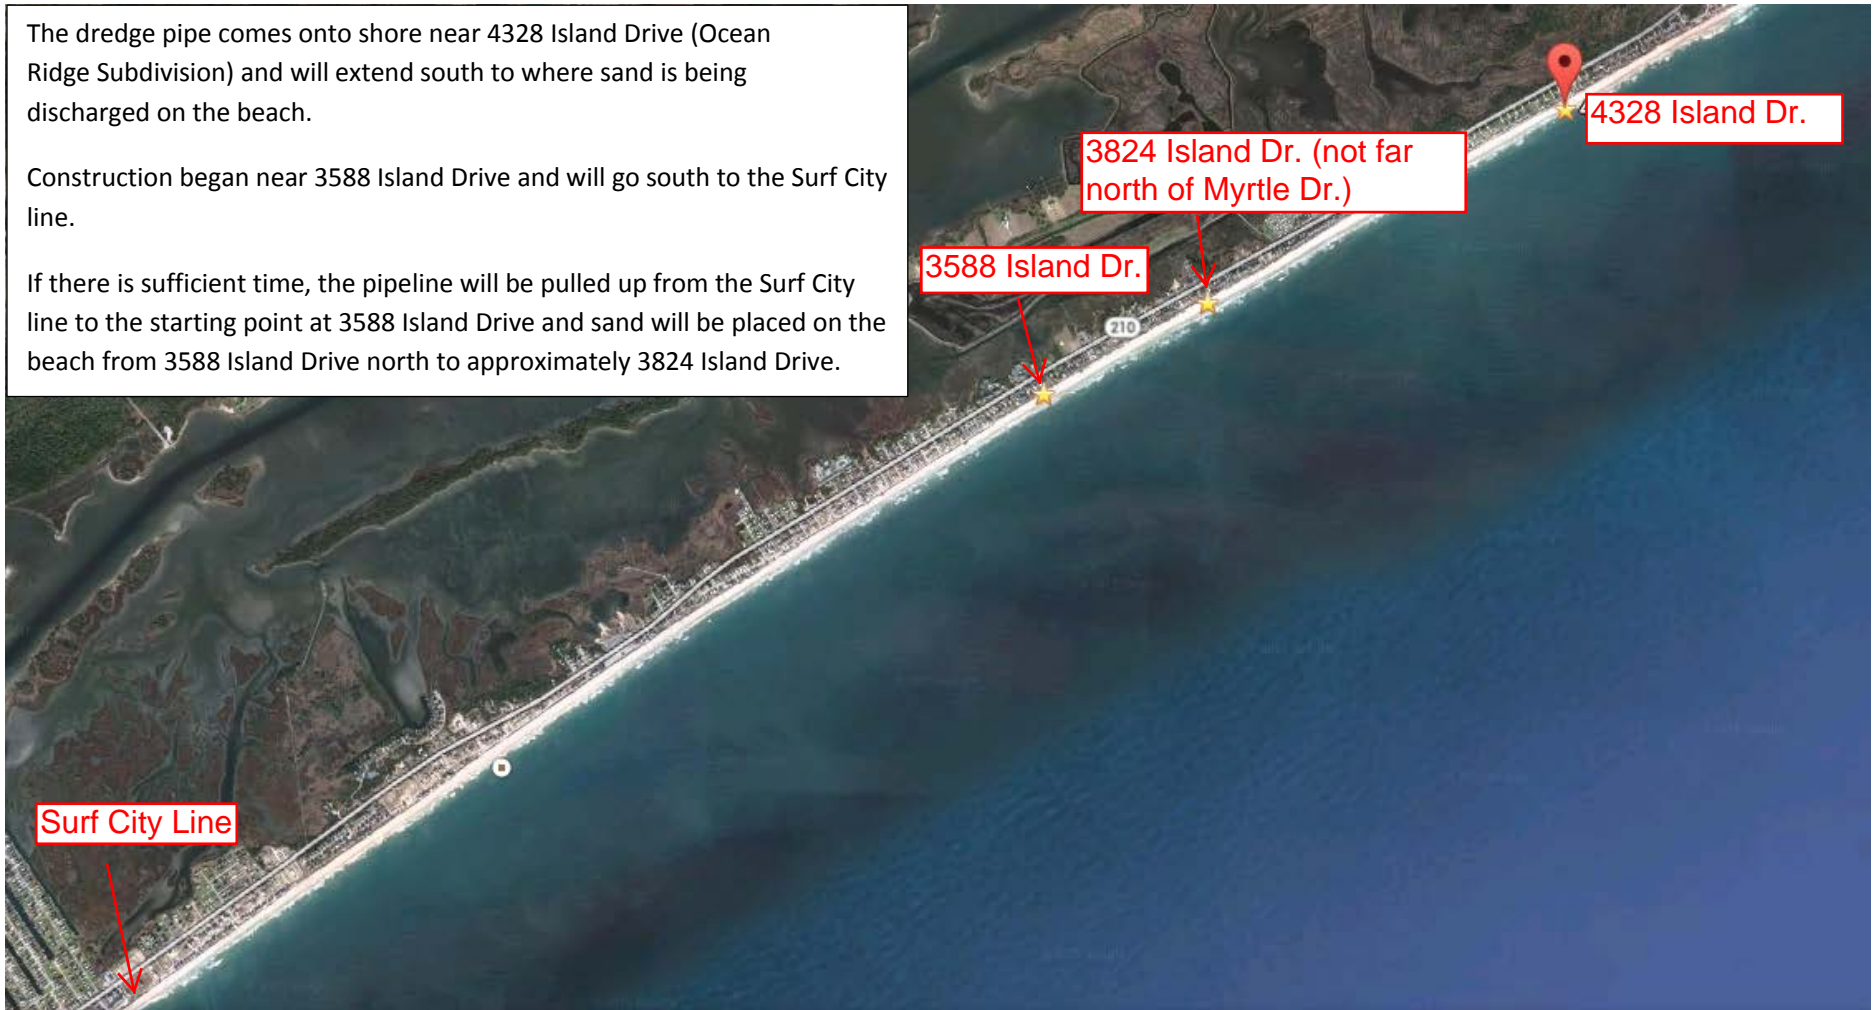 The dredge pipe comes onto shore near 4328 Island Drive (Ocean
Ridge Subdivision) and will extend south to where sand is being
discharged on the beach.
Construction began near 3588 Island Drive and will go south to the Surf City
line.
If there is sufficient time, the pipeline will be pulled up from the Surf City
line to the starting point at 3588 Island Drive and sand will be placed on the
beach from 3588 Island Drive north to approximately 3824 Island Drive.
4328 Island Dr.
3824 Island Dr. (not far
north of Myrtle Dr.)
3588 Island Dr.
210
Surf City Line